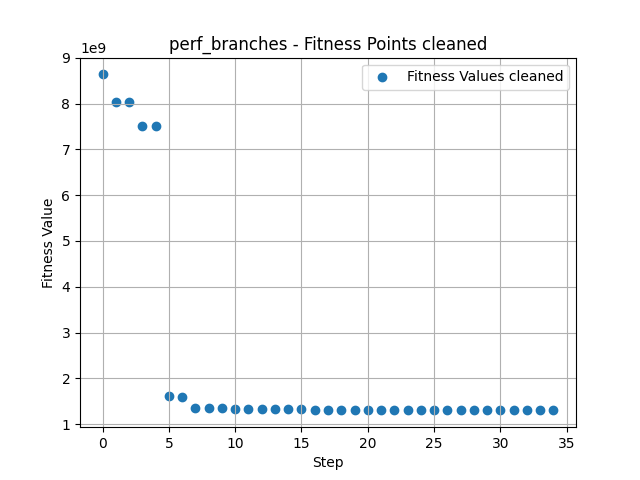 perf_branches - Fitness Points cleaned
1e9
Fitness Values cleaned
9
8
7
6
5
4
3
2
1
Fitness Value
0 5 10 15 20 25 30 35
Step